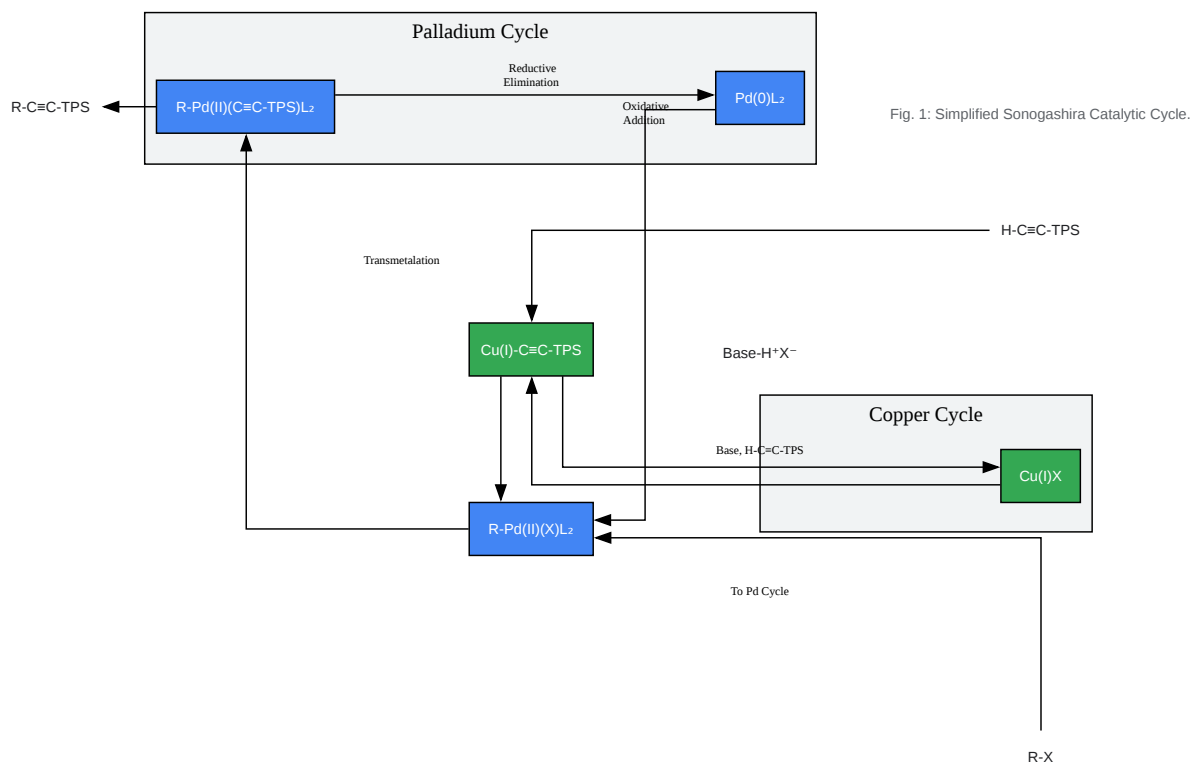 Palladium Cycle
Reductive
Elimination
R-C≡C-TPS
R-Pd(II)(C≡C-TPS)L₂
Pd(0)L₂
Oxidative
Addition
Fig. 1: Simplified Sonogashira Catalytic Cycle.
H-C≡C-TPS
Transmetalation
Cu(I)-C≡C-TPS
Base-H⁺X⁻
Copper Cycle
Base, H-C≡C-TPS
Cu(I)X
R-Pd(II)(X)L₂
To Pd Cycle
R-X